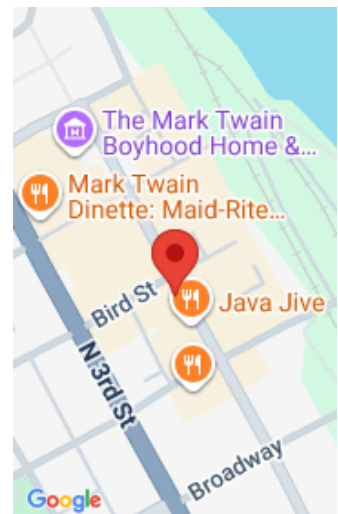 The Mark Twain
Boyhood Home &...
Mark Twain
Dinette: Maid-Rite...
Bird St
Java Jive
N 3rd St
Broadway
Google